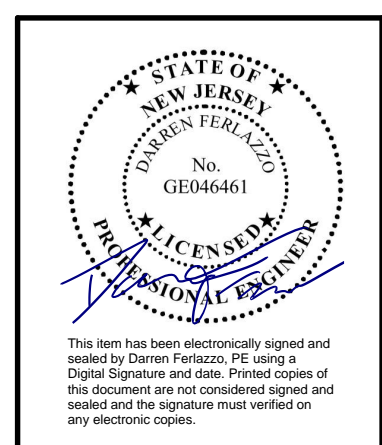 STATE OF
NEW JERSEY
DARREN FERLAZZO
No.
GE046461
LICENSED
PROFESSIONAL ENGINEER
This item has been electronically signed and
sealed by Darren Ferlazzo, PE using a
Digital Signature and date. Printed copies of
this document are not considered signed and
sealed and the signature must verified on
any electronic copies.